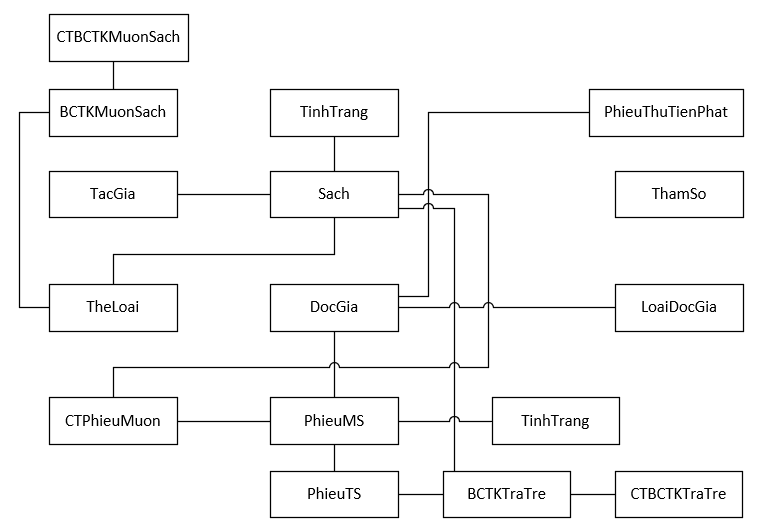 CTBCTKMuonSach
BCTKMuonSach
TinhTrang
PhieuThuTienPhat
TacGia
Sach
ThamSo
TheLoai
DocGia
LoaiDocGia
CTPhieuMuon
PhieuMS
TinhTrang
PhieuTS
BCTKTraTre
CTBCTKTraTre